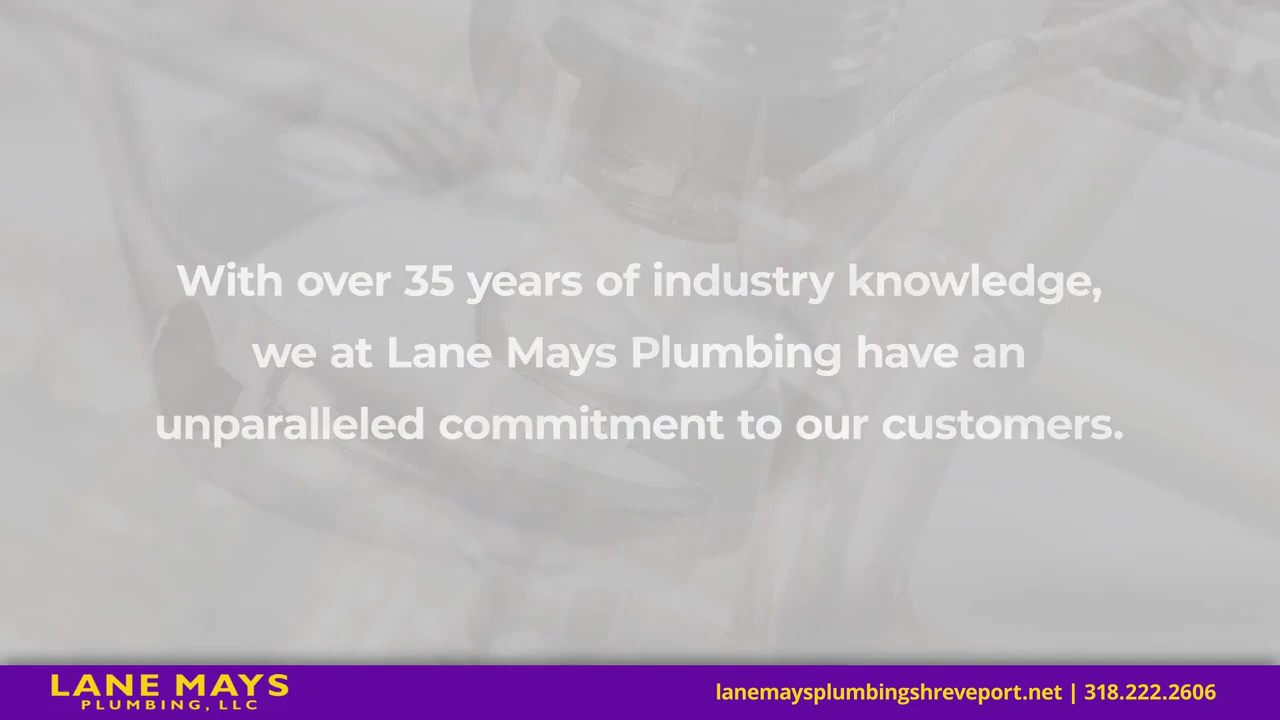 With over 35 years of industry knowledge,
we at Lane Mays Plumbing have an
unparalleled commitment to our customers.
LANE MAYS
PLUMBING, LLC
lanemaysplumbingshreveport.net | 318.222.2606